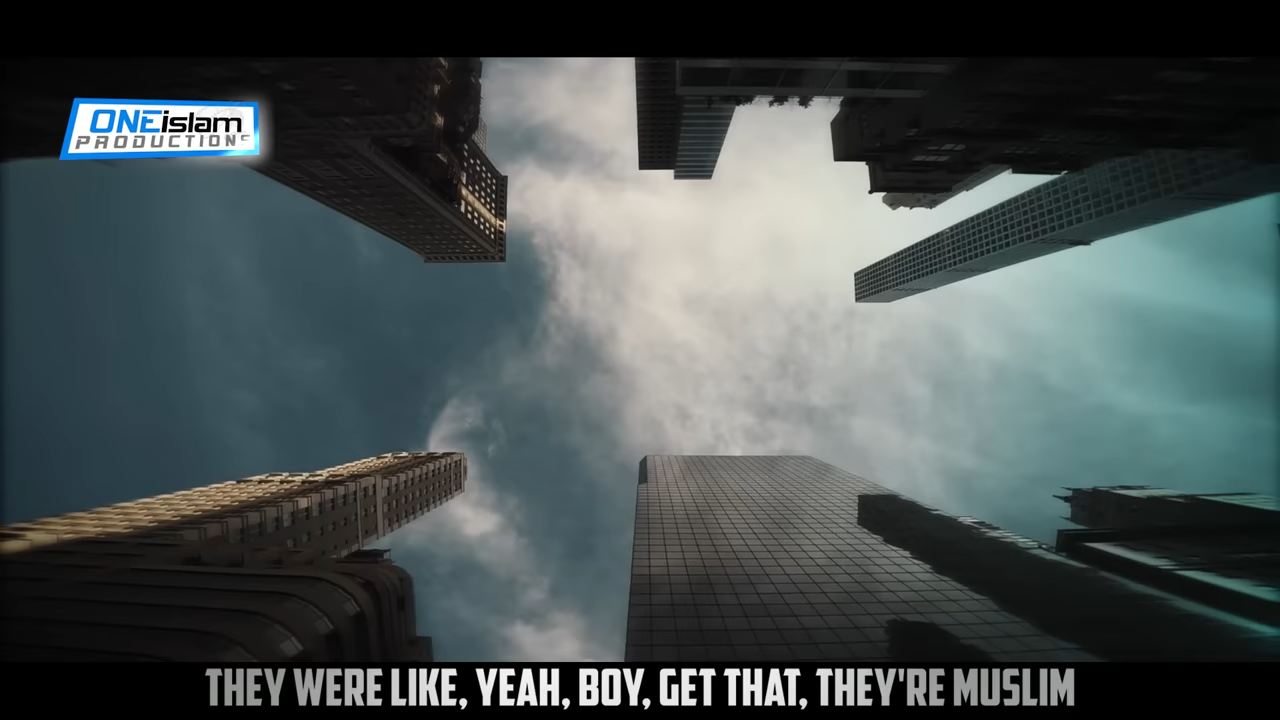 ONEislam
PRODUCTIONS
THEY WERE LIKE, YEAH, BOY, GET THAT, THEY'RE MUSLIM